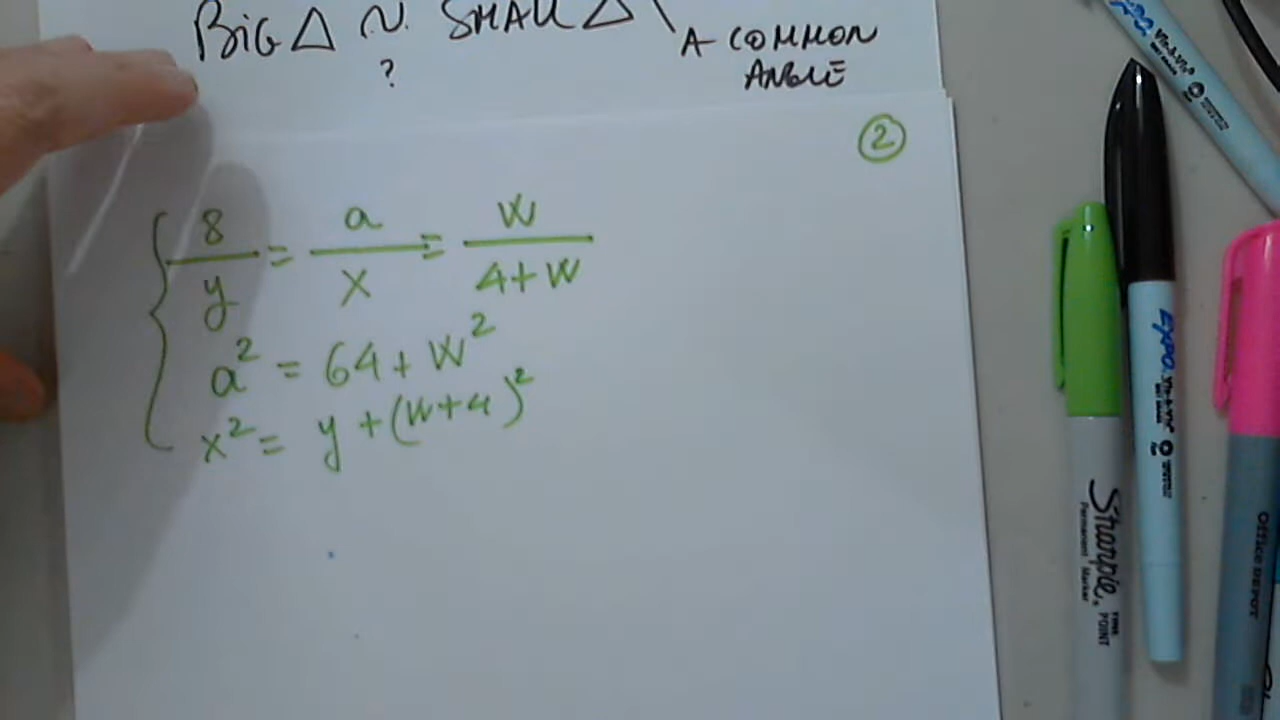 BIG △ ~ SMALL △ \ A COMMON
? ANGLE
2
8/y = a/x = W/(4+W)
a² = 64 + W²
x² = y + (W+4)²
Expo
Expo
Sharpie
FINE POINT
Permanent Marker
Office DEPOT